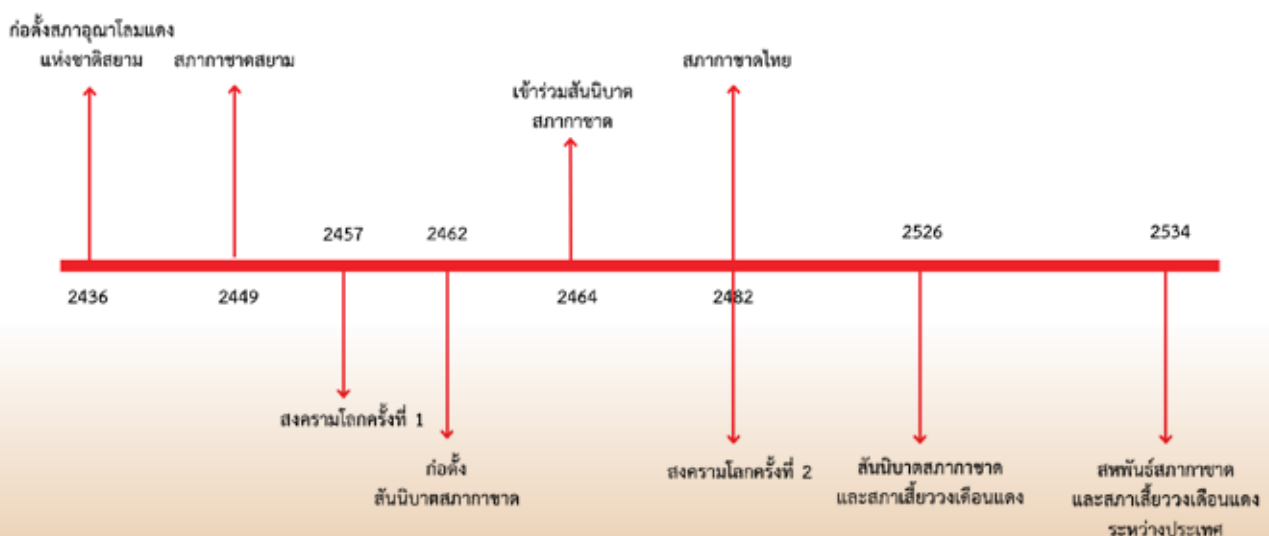 ก่อตั้งสภาอุณาโลมแดง
แห่งชาติสยาม
สภากาชาดสยาม
เข้าร่วมสันนิบาต
สภากาชาด
สภากาชาดไทย
2457
2462
2526
2534
2436
2449
2464
2482
สงครามโลกครั้งที่ 1
ก่อตั้ง
สันนิบาตสภากาชาด
สงครามโลกครั้งที่ 2
สันนิบาตสภากาชาด
และสภาเสี้ยววงเดือนแดง
สหพันธ์สภากาชาด
และสภาเสี้ยววงเดือนแดง
ระหว่างประเทศ